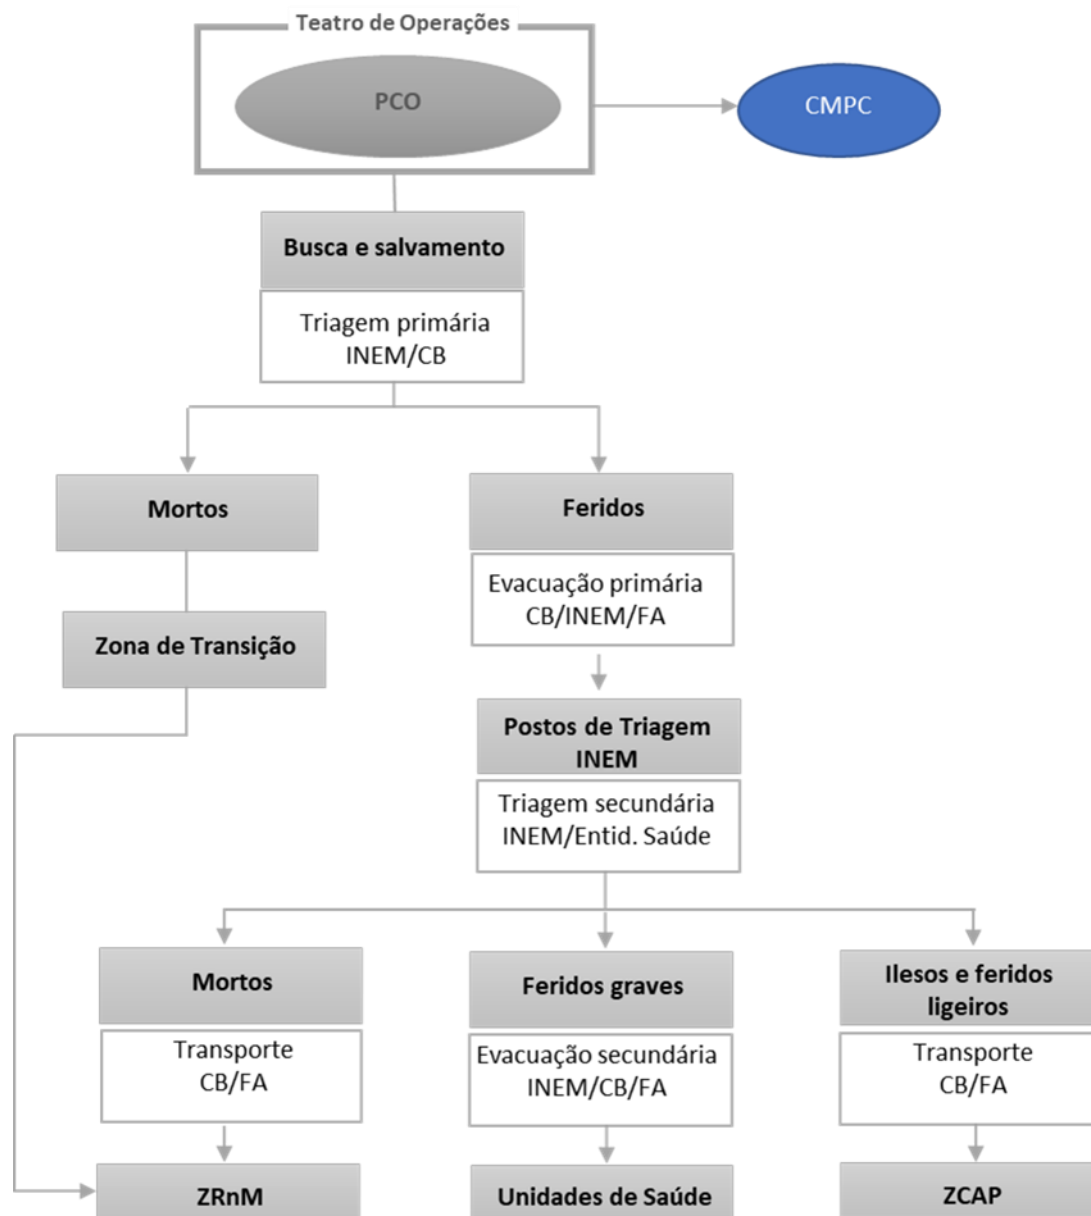 Teatro de Operações
PCO
CMPC
Busca e salvamento
Triagem primária
INEM/CB
Mortos
Feridos
Evacuação primária
CB/INEM/FA
Zona de Transição
Postos de Triagem
INEM
Triagem secundária
INEM/Entid. Saúde
Mortos
Transporte
CB/FA
Feridos graves
Evacuação secundária
INEM/CB/FA
Ilesos e feridos
ligeiros
Transporte
CB/FA
ZRnM
Unidades de Saúde
ZCAP